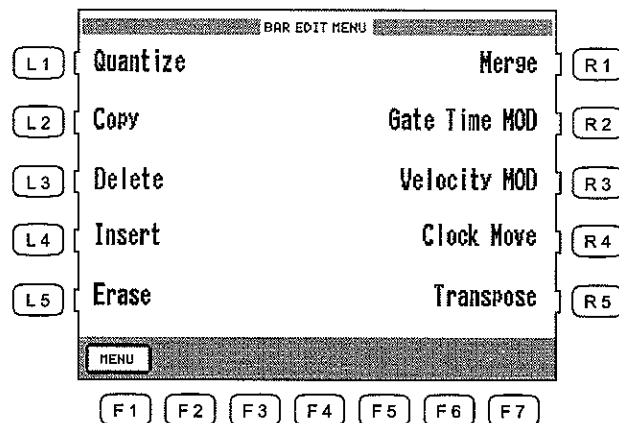 BAR EDIT MENU
L1 Quantize Merge R1
L2 Copy Gate Time MOD R2
L3 Delete Velocity MOD R3
L4 Insert Clock Move R4
L5 Erase Transpose R5
MENU
F1 F2 F3 F4 F5 F6 F7